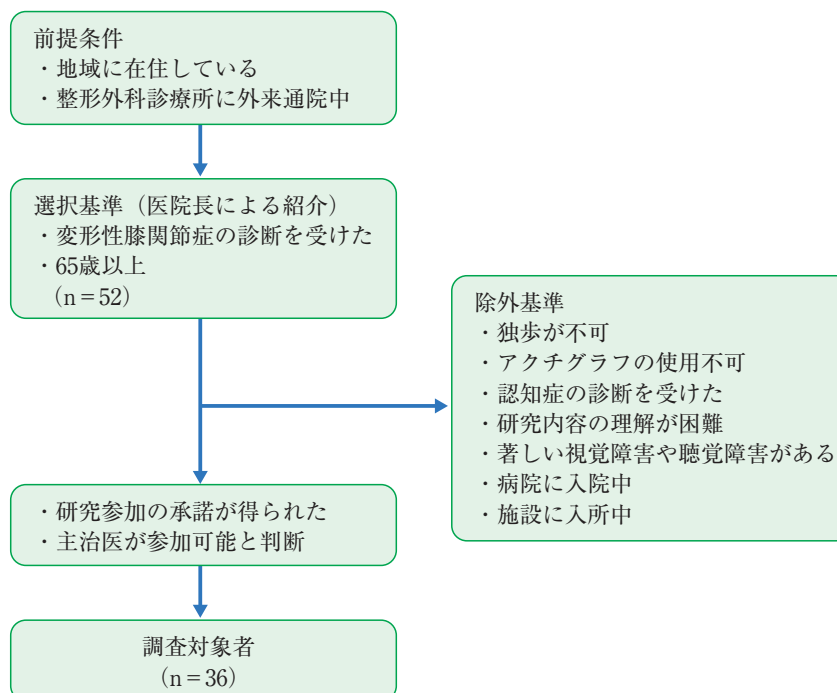 前提条件
・地域に在住している
・整形外科診療所に外来通院中
選択基準（医院長による紹介）
・変形性膝関節症の診断を受けた
・65歳以上
（n＝52）
除外基準
・独歩が不可
・アクチグラフの使用不可
・認知症の診断を受けた
・研究内容の理解が困難
・著しい視覚障害や聴覚障害がある
・病院に入院中
・施設に入所中
・研究参加の承諾が得られた
・主治医が参加可能と判断
調査対象者
（n＝36）